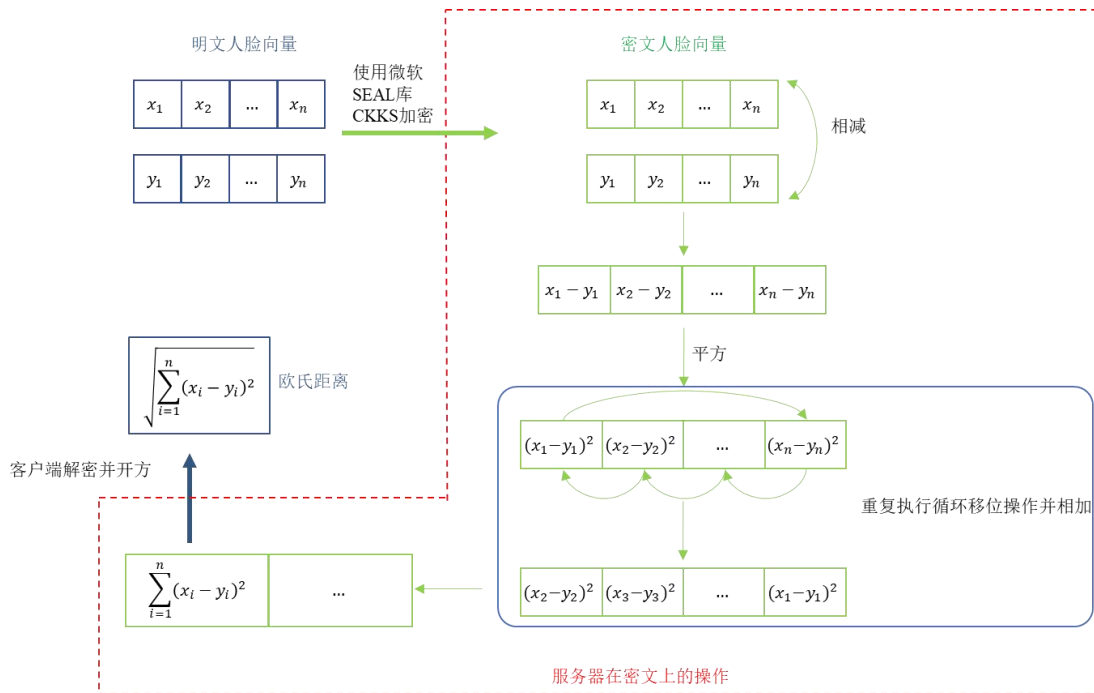 明文人脸向量
密文人脸向量
使用微软
SEAL库
CKKS加密
x₁ x₂ ... xₙ
y₁ y₂ ... yₙ
x₁ x₂ ... xₙ
y₁ y₂ ... yₙ
相减
x₁ − y₁ x₂ − y₂ ... xₙ − yₙ
平方
√∑ⁿᵢ₌₁(xᵢ − yᵢ)²
欧氏距离
(x₁−y₁)² (x₂−y₂)² ... (xₙ−yₙ)²
重复执行循环移位操作并相加
(x₂−y₂)² (x₃−y₃)² ... (x₁−y₁)²
客户端解密并开方
∑ⁿᵢ₌₁(xᵢ − yᵢ)² ...
服务器在密文上的操作